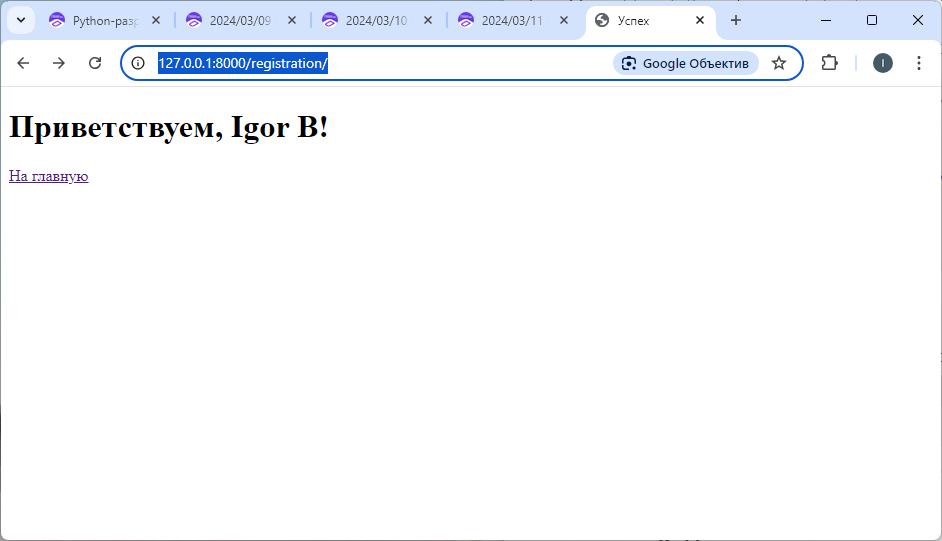 Python-разр
2024/03/09
2024/03/10
2024/03/11
Успех
127.0.0.1:8000/registration/
Google Объектив
I
Приветствуем, Igor B!
На главную